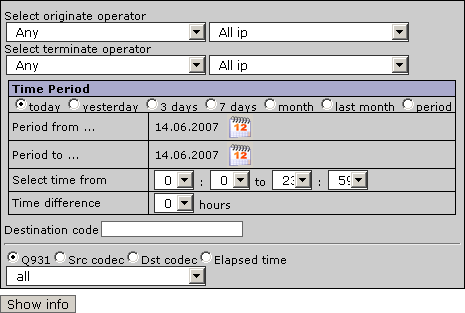 Select originate operator
Any All ip
Select terminate operator
Any All ip
Time Period
today yesterday 3 days 7 days month last month period
Period from ... 14.06.2007 12
Period to ... 14.06.2007 12
Select time from 0 : 0 to 23 : 59
Time difference 0 hours
Destination code
Q931 Src codec Dst codec Elapsed time
all
Show info